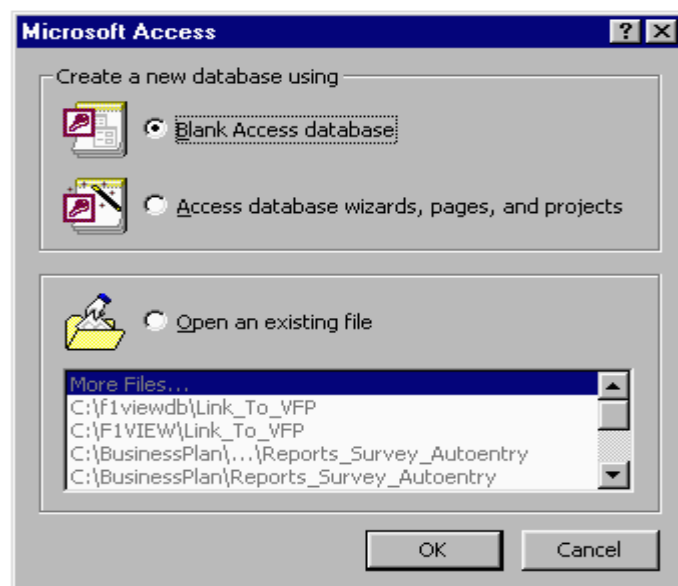 Microsoft Access
Create a new database using
Blank Access database
Access database wizards, pages, and projects
Open an existing file
More Files...
C:\f1viewdb\Link_To_VFP
C:\F1VIEW\Link_To_VFP
C:\BusinessPlan\...\Reports_Survey_Autoentry
C:\BusinessPlan\Reports_Survey_Autoentry
OK Cancel